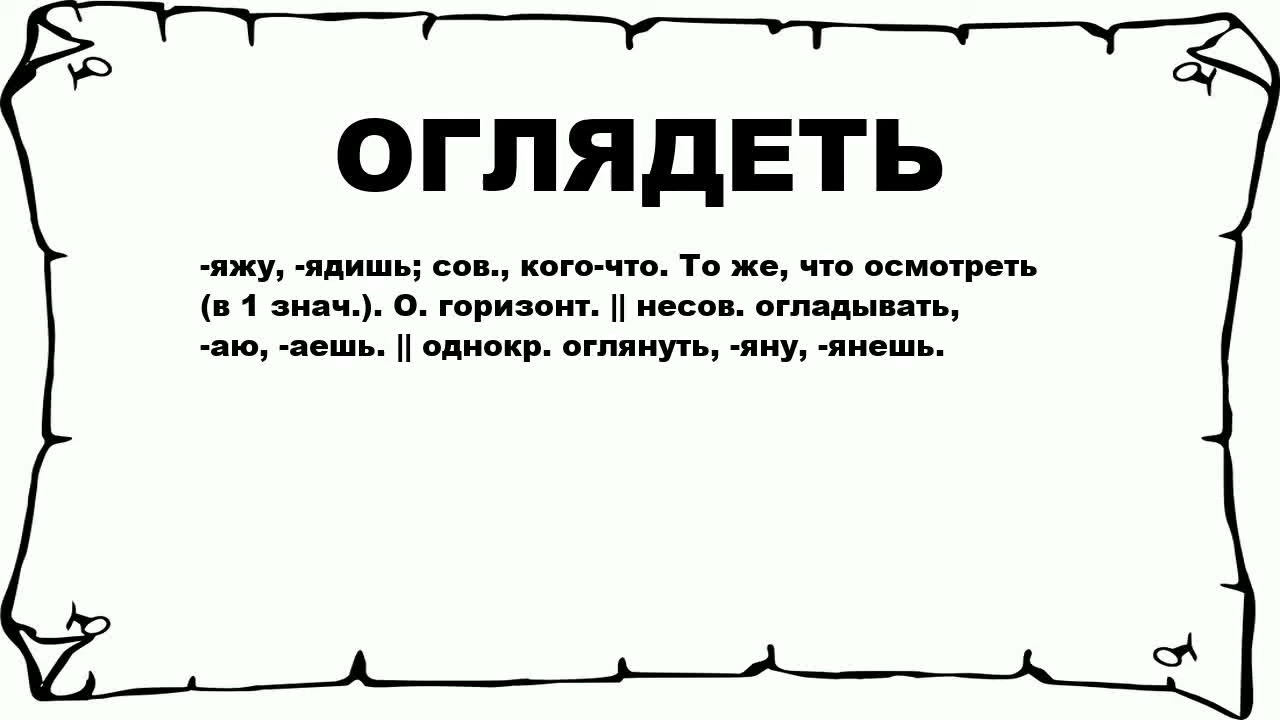 ОГЛЯДЕТЬ
-яжу, -ядишь; сов., кого-что. То же, что осмотреть
(в 1 знач.). О. горизонт. || несов. огладывать,
-аю, -аешь. || однокр. оглянуть, -яну, -янешь.